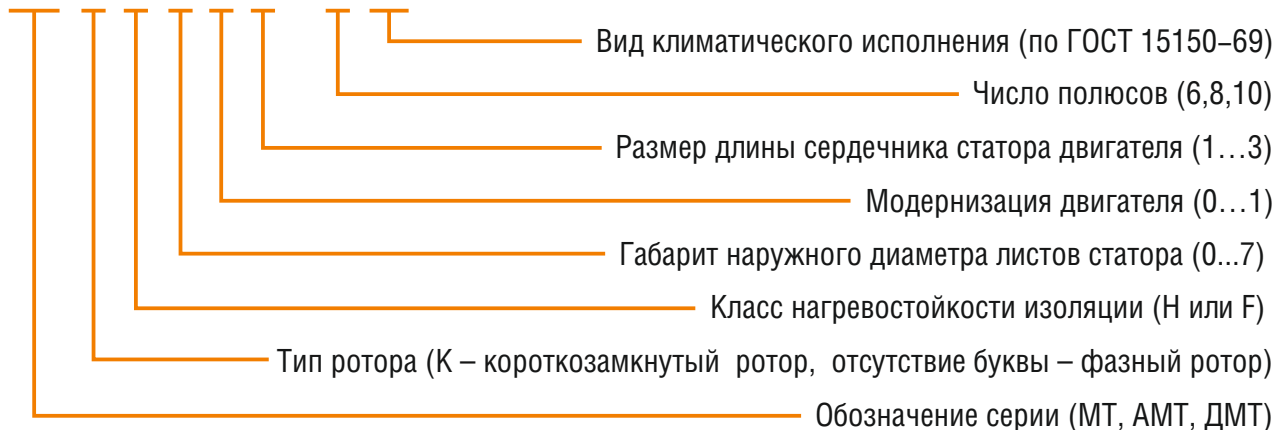 Вид климатического исполнения (по ГОСТ 15150–69)
Число полюсов (6,8,10)
Размер длины сердечника статора двигателя (1…3)
Модернизация двигателя (0…1)
Габарит наружного диаметра листов статора (0...7)
Класс нагревостойкости изоляции (Н или F)
Тип ротора (К – короткозамкнутый ротор, отсутствие буквы – фазный ротор)
Обозначение серии (МТ, АМТ, ДМТ)